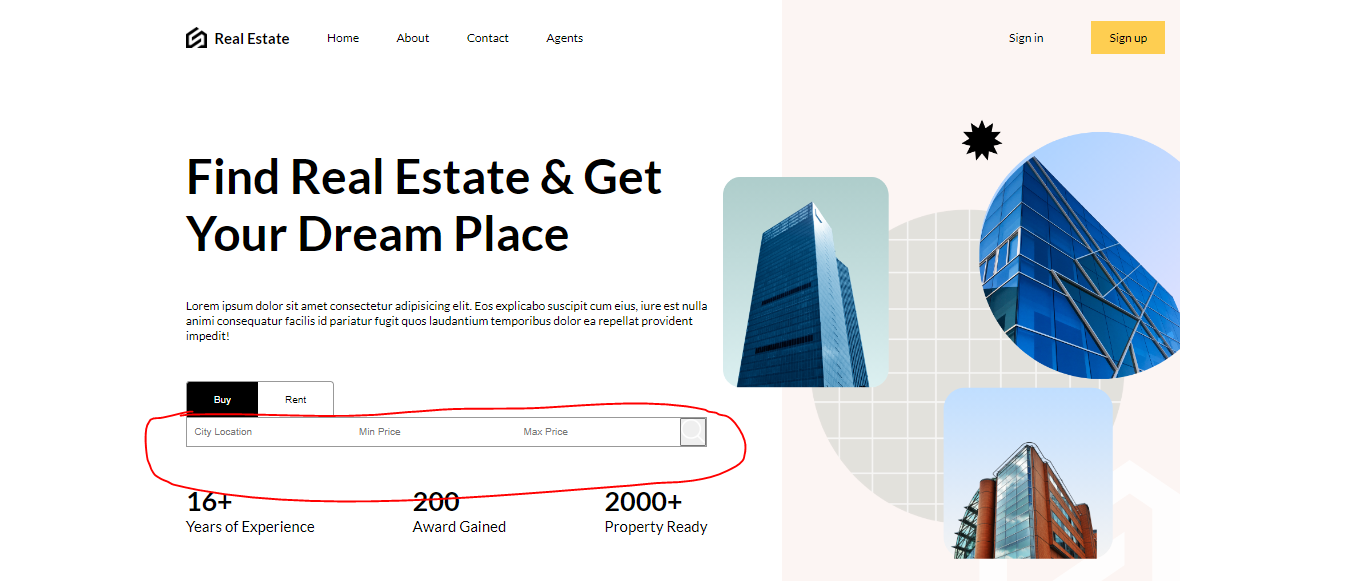 Real Estate
Home
About
Contact
Agents
Sign in
Sign up
Find Real Estate & Get
Your Dream Place
Lorem ipsum dolor sit amet consectetur adipisicing elit. Eos explicabo suscipit cum eius, iure est nulla
animi consequatur facilis id pariatur fugit quos laudantium temporibus dolor ea repellat provident
impedit!
Buy
Rent
City Location
Min Price
Max Price
16+
Years of Experience
200
Award Gained
2000+
Property Ready